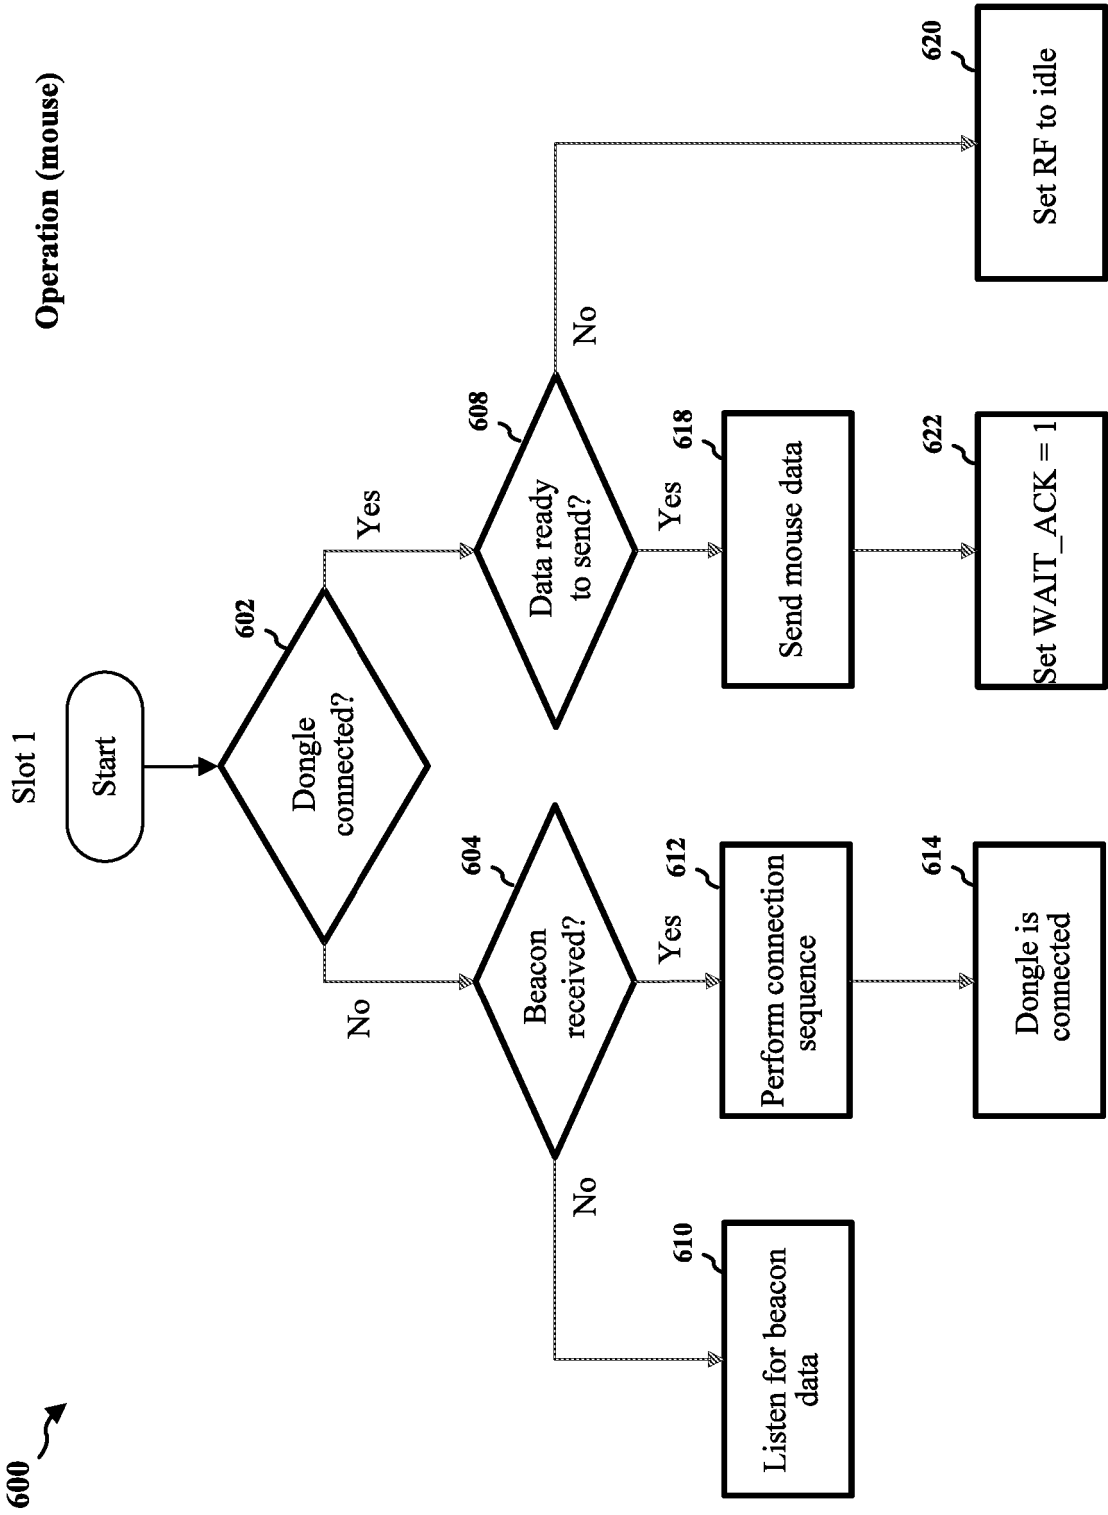 600
Operation (mouse)
Slot 1
Start
602
Dongle
connected?
No
Yes
604
Beacon
received?
608
Data ready
to send?
No
Yes
Yes
No
610
Listen for beacon
data
612
Perform connection
sequence
618
Send mouse data
614
Dongle is
connected
622
Set WAIT_ACK = 1
620
Set RF to idle